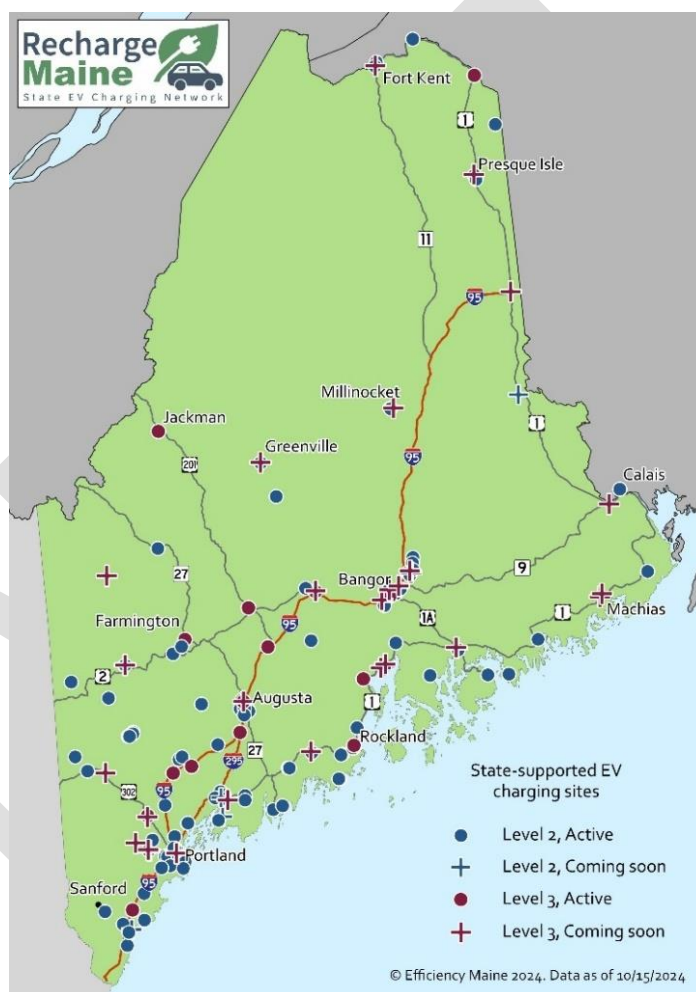 Recharge
Maine
State EV Charging Network
Fort Kent
1
Presque Isle
11
95
Millinocket
Jackman
Greenville
201
95
1
Calais
27
Bangor
9
1A
1
Machias
Farmington
95
2
Augusta
1
27
Rockland
295
302
95
Portland
Sanford
95
State-supported EV
charging sites
Level 2, Active
Level 2, Coming soon
Level 3, Active
Level 3, Coming soon
© Efficiency Maine 2024. Data as of 10/15/2024